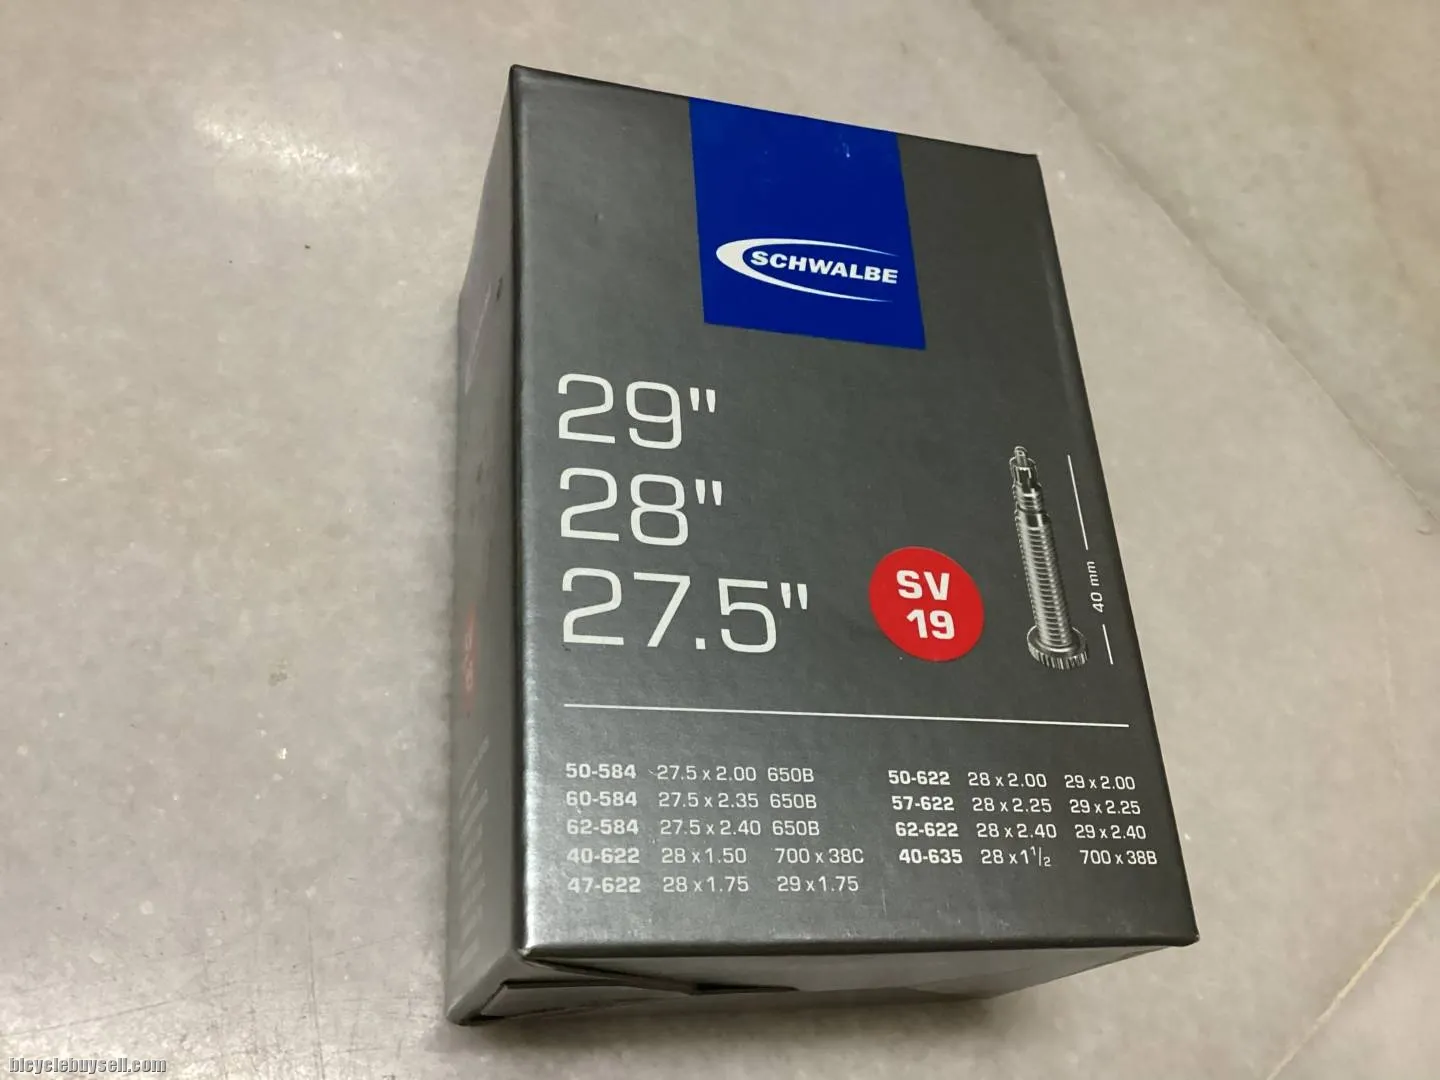 SCHWALBE
29"
28"
27.5"
SV
19
40 mm
50-584 27.5 x 2.00 650B
60-584 27.5 x 2.35 650B
62-584 27.5 x 2.40 650B
40-622 28 x 1.50 700 x 38C
47-622 28 x 1.75 29 x 1.75
50-622 28 x 2.00 29 x 2.00
57-622 28 x 2.25 29 x 2.25
62-622 28 x 2.40 29 x 2.40
40-635 28 x 1 1/2 700 x 38B
bicyclebuysell.com